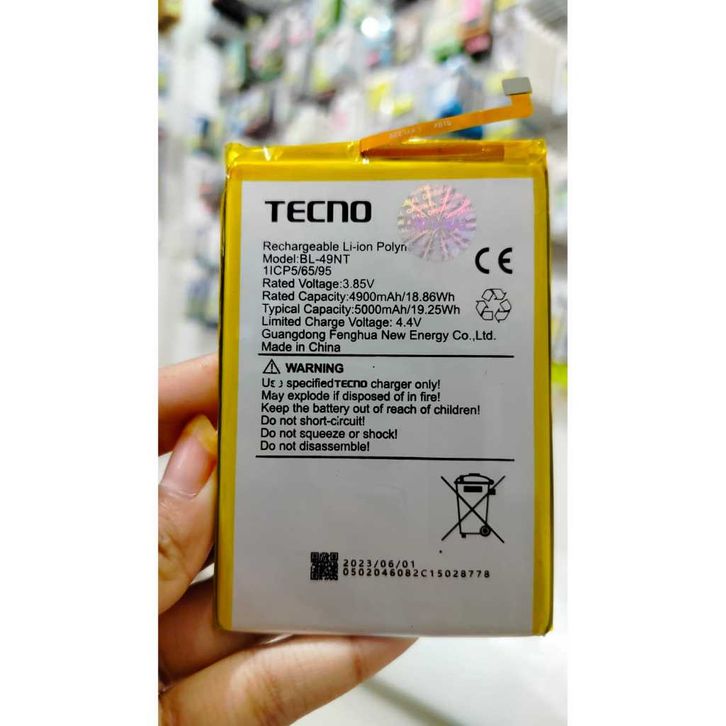 TECNO
Rechargeable Li-ion
Model:BL-49NT
1ICP5/65/95
Rated Voltage:3.85V
Rated Capacity:4900mAh/18.86Wh
Typical Capacity:5000mAh/19.25Wh
Limited Charge Voltage: 4.4V
Guangdong Fenghua New Energy Co.,Ltd.
Made in China
CE
WARNING
specified TECNO charger only!
May explode if disposed of in fire!
Keep the battery out of reach of children!
Do not short-circuit!
Do not squeeze or shock!
Do not disassemble!
2023/06/01
0502046082C15028778